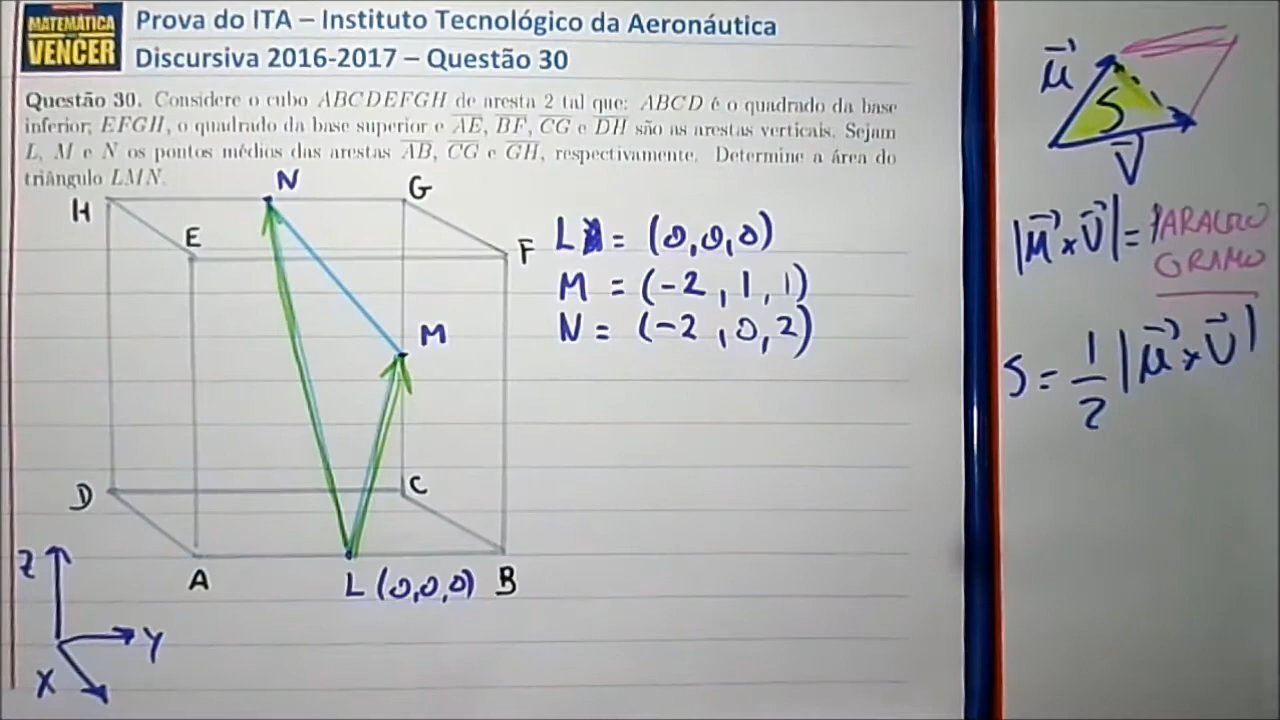 MATEMÁTICA
PARA
VENCER
Prova do ITA – Instituto Tecnológico da Aeronáutica
Discursiva 2016-2017 – Questão 30
Questão 30. Considere o cubo ABCDEFGH de aresta 2 tal que: ABCD é o quadrado da base
inferior; EFGH, o quadrado da base superior e AE, BF, CG e DH são as arestas verticais. Sejam
L, M e N os pontos médios das arestas AB, CG e GH, respectivamente. Determine a área do
triângulo LMN.
H
N
G
E
F
M
D
C
A
L (0,0,0)
B
Z
Y
X
L = (0,0,0)
M = (-2, 1, 1)
N = (-2, 0, 2)
u
S
V
|u × V| = PARALELO
GRAMO
S = 1/2 |u × V|